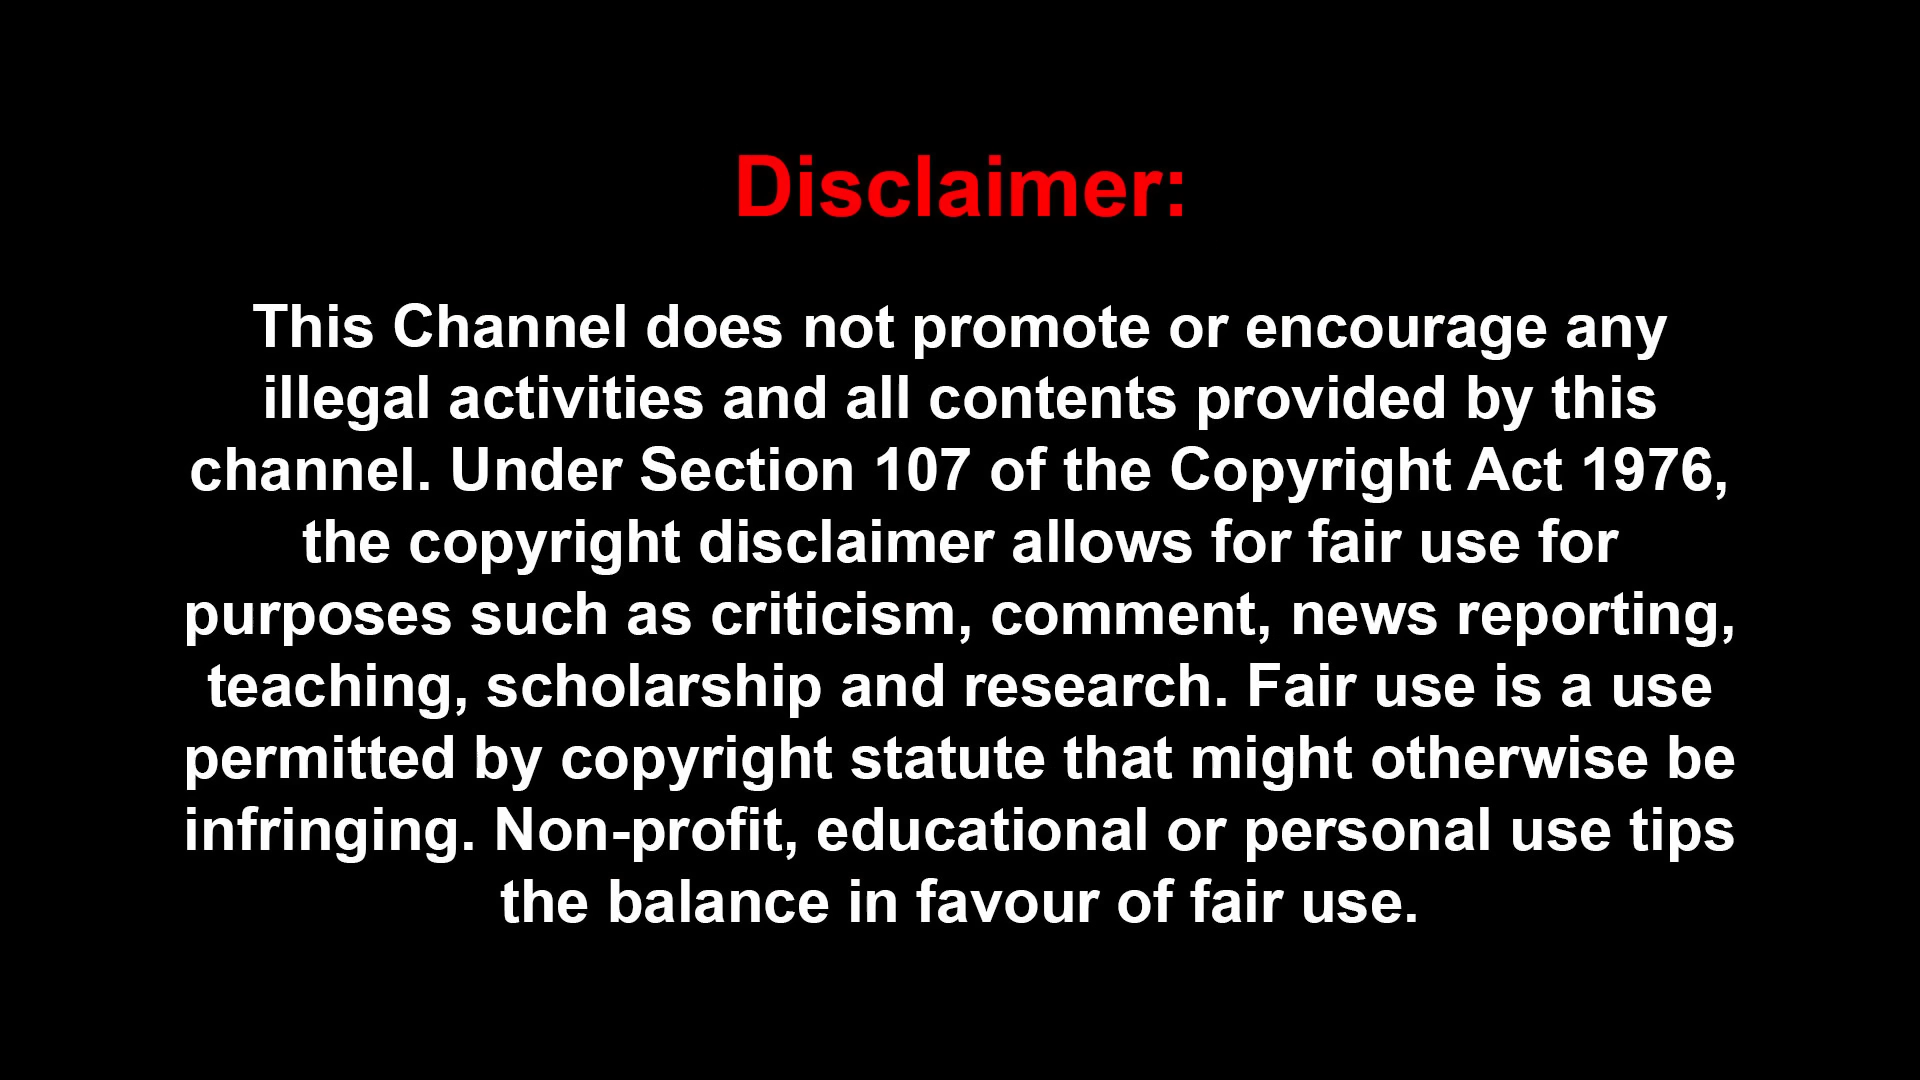 Disclaimer:
This Channel does not promote or encourage any
illegal activities and all contents provided by this
channel. Under Section 107 of the Copyright Act 1976,
the copyright disclaimer allows for fair use for
purposes such as criticism, comment, news reporting,
teaching, scholarship and research. Fair use is a use
permitted by copyright statute that might otherwise be
infringing. Non-profit, educational or personal use tips
the balance in favour of fair use.